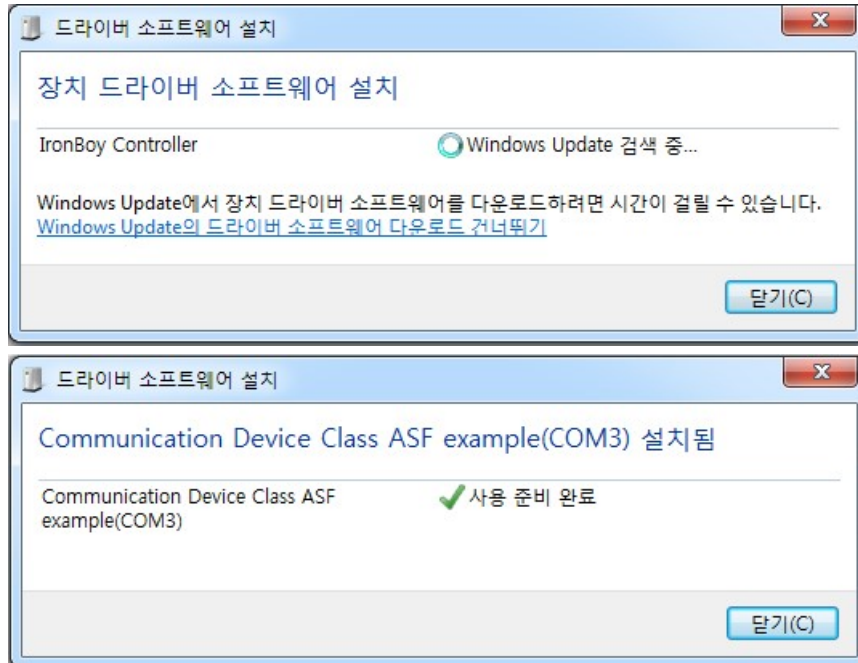 드라이버 소프트웨어 설치
장치 드라이버 소프트웨어 설치
IronBoy Controller Windows Update 검색 중...
Windows Update에서 장치 드라이버 소프트웨어를 다운로드하려면 시간이 걸릴 수 있습니다.
Windows Update의 드라이버 소프트웨어 다운로드 건너뛰기
닫기(C)
드라이버 소프트웨어 설치
Communication Device Class ASF example(COM3) 설치됨
Communication Device Class ASF 사용 준비 완료
example(COM3)
닫기(C)